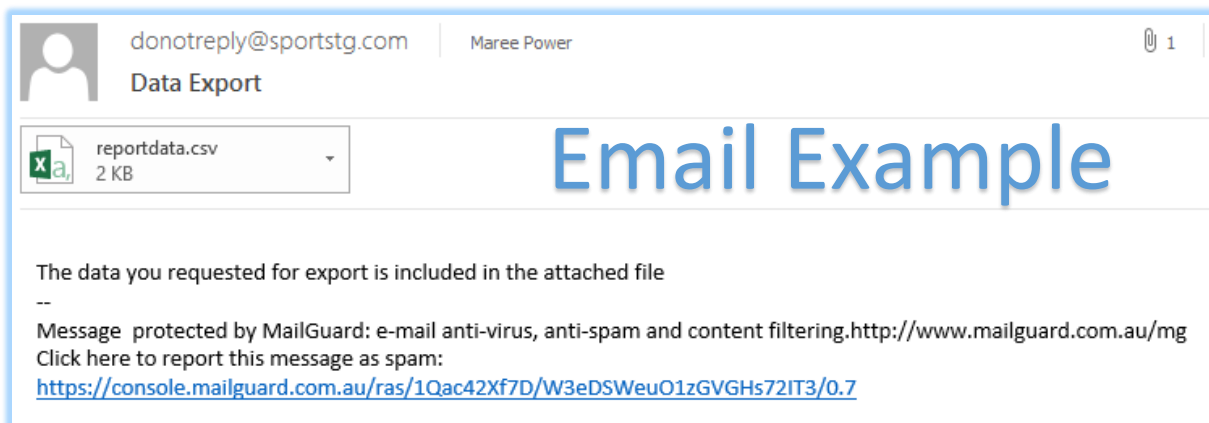 donotreply@sportstg.com Maree Power 1
Data Export
reportdata.csv
2 KB
Email Example
The data you requested for export is included in the attached file
--
Message  protected by MailGuard: e-mail anti-virus, anti-spam and content filtering.http://www.mailguard.com.au/mg
Click here to report this message as spam:
https://console.mailguard.com.au/ras/1Qac42Xf7D/W3eDSWeuO1zGVGHs72IT3/0.7